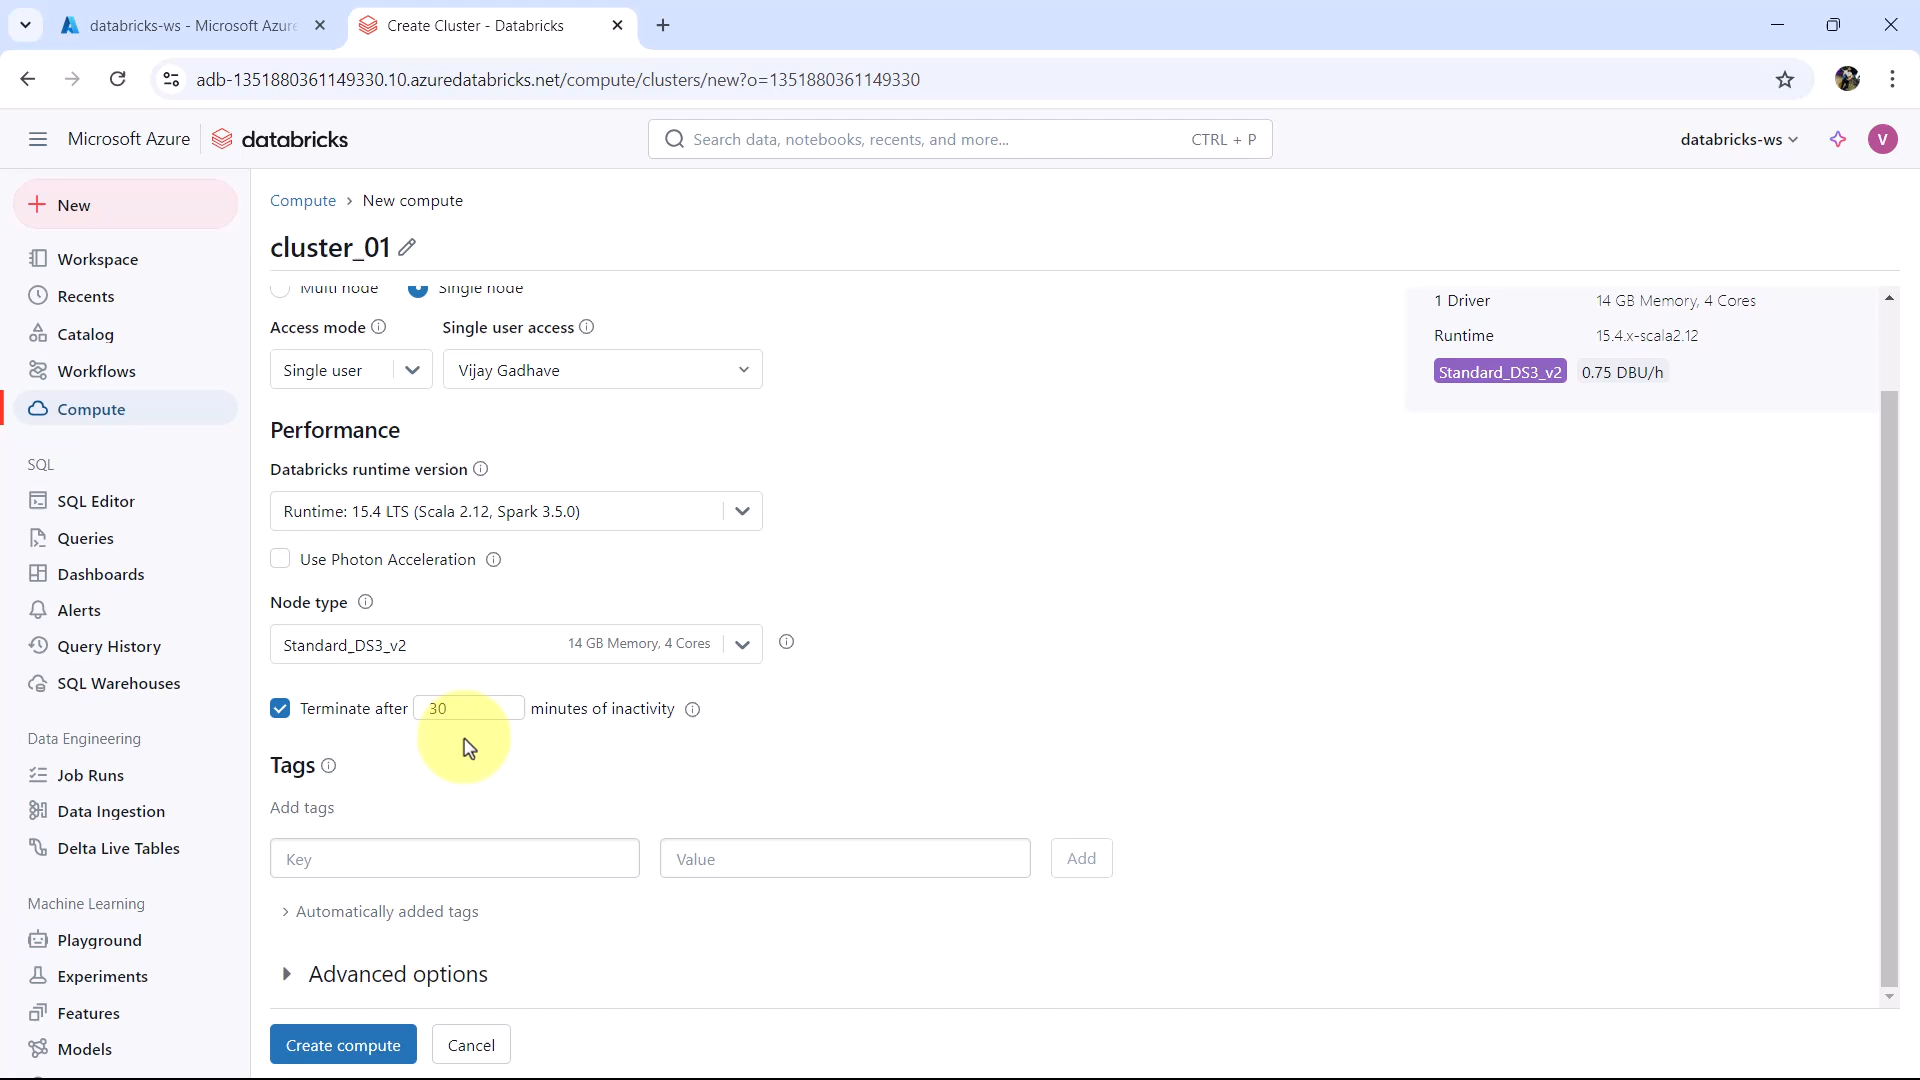 databricks-ws - Microsoft Azure
Create Cluster - Databricks
adb-1351880361149330.10.azuredatabricks.net/compute/clusters/new?o=1351880361149330
Microsoft Azure
databricks
Search data, notebooks, recents, and more...
CTRL + P
databricks-ws
V
New
Workspace
Recents
Catalog
Workflows
Compute
SQL
SQL Editor
Queries
Dashboards
Alerts
Query History
SQL Warehouses
Data Engineering
Job Runs
Data Ingestion
Delta Live Tables
Machine Learning
Playground
Experiments
Features
Models
Compute > New compute
cluster_01
Multi node Single node
Access mode Single user access
Single user Vijay Gadhave
Performance
Databricks runtime version
Runtime: 15.4 LTS (Scala 2.12, Spark 3.5.0)
Use Photon Acceleration
Node type
Standard_DS3_v2 14 GB Memory, 4 Cores
Terminate after 30 minutes of inactivity
Tags
Add tags
Key Value Add
> Automatically added tags
Advanced options
Create compute Cancel
1 Driver 14 GB Memory, 4 Cores
Runtime 15.4.x-scala2.12
Standard_DS3_v2 0.75 DBU/h